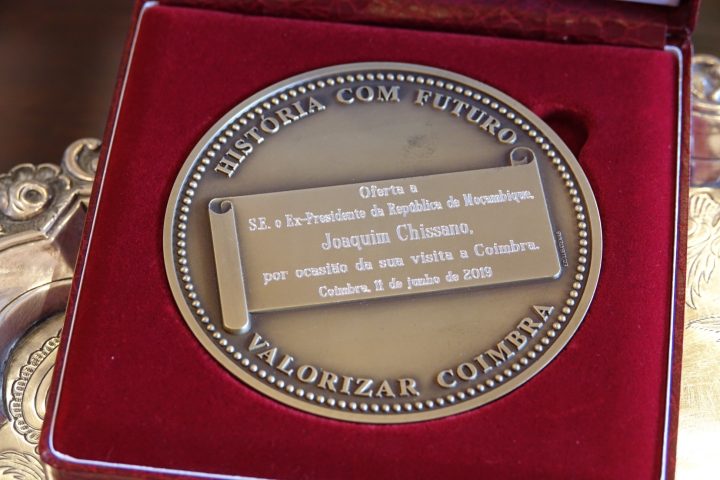 HISTÓRIA COM FUTURO
Oferta a
S.E. o Ex-Presidente da República de Moçambique,
Joaquim Chissano,
por ocasião da sua visita a Coimbra.
Coimbra, 11 de junho de 2019
VALORIZAR COIMBRA